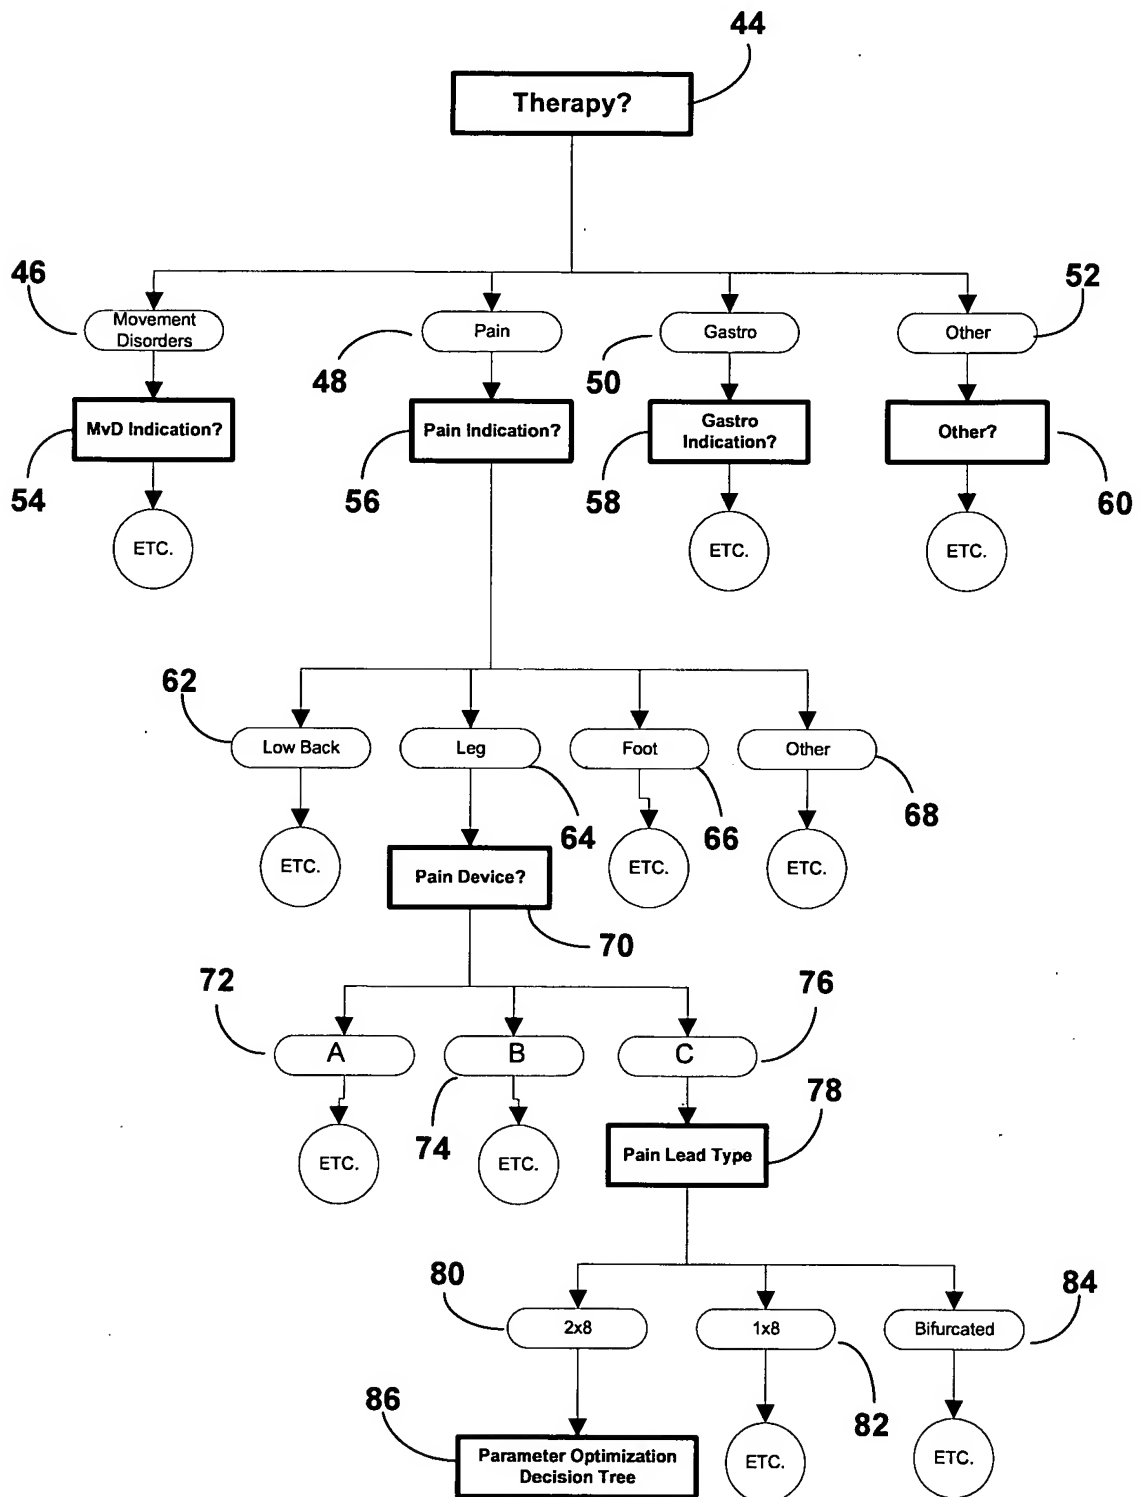 44
Therapy?
46
52
Movement
Disorders
Pain
Gastro
Other
48
50
MvD Indication?
Pain Indication?
Gastro
Indication?
Other?
54
56
58
60
ETC.
ETC.
ETC.
62
Low Back
Leg
Foot
Other
64
66
68
ETC.
Pain Device?
ETC.
ETC.
70
72
76
A
B
C
74
78
ETC.
ETC.
Pain Lead Type
80
84
2x8
1x8
Bifurcated
82
86
Parameter Optimization
Decision Tree
ETC.
ETC.